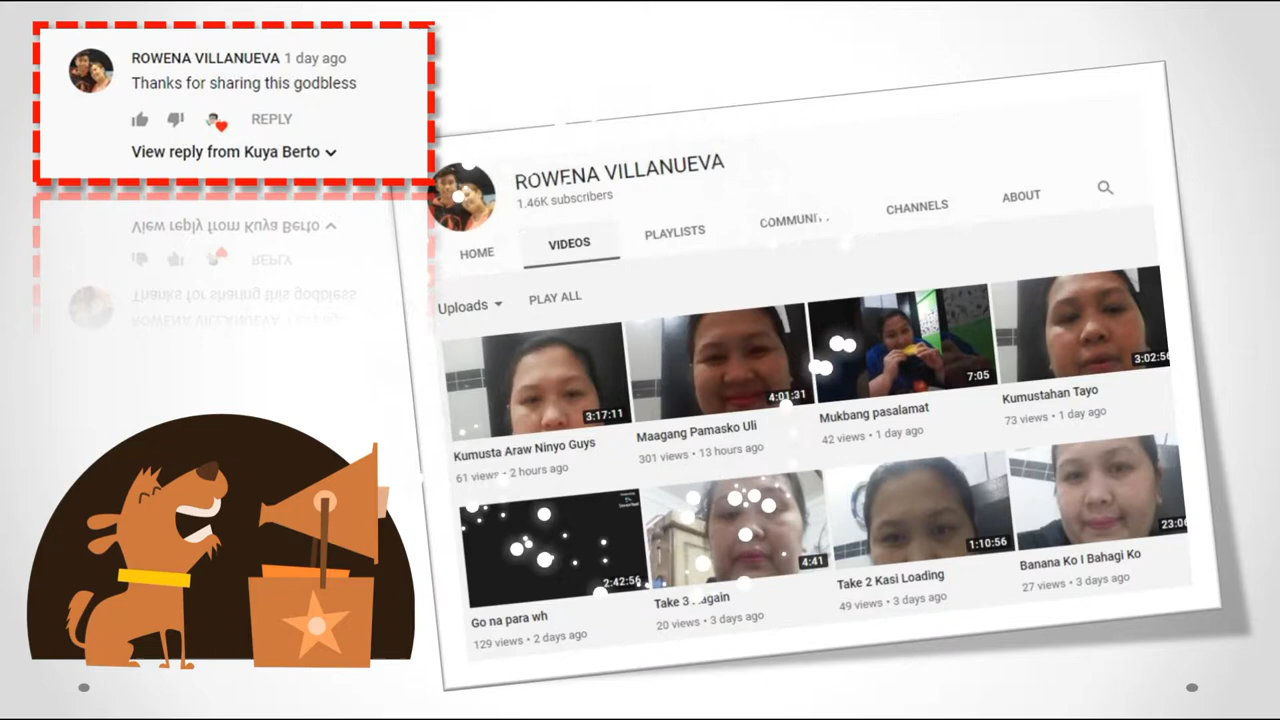 ROWENA VILLANUEVA 1 day ago
Thanks for sharing this godbless
REPLY
View reply from Kuya Berto
ROWENA VILLANUEVA
1.46K subscribers
HOME VIDEOS PLAYLISTS CHANNELS ABOUT
Uploads PLAY ALL
3:17:11
4:01:31
7:05
3:02:56
Kumusta Araw Ninyo Guys
61 views • 2 hours ago
Maagang Pamasko Uli
301 views • 13 hours ago
Mukbang pasalamat
42 views • 1 day ago
Kumustahan Tayo
73 views • 1 day ago
2:42:56
4:41
1:10:56
23:06
Go na para wh
129 views • 2 days ago
Take 3 Again
20 views • 3 days ago
Take 2 Kasi Loading
49 views • 3 days ago
Banana Ko I Bahagi Ko
27 views • 3 days ago